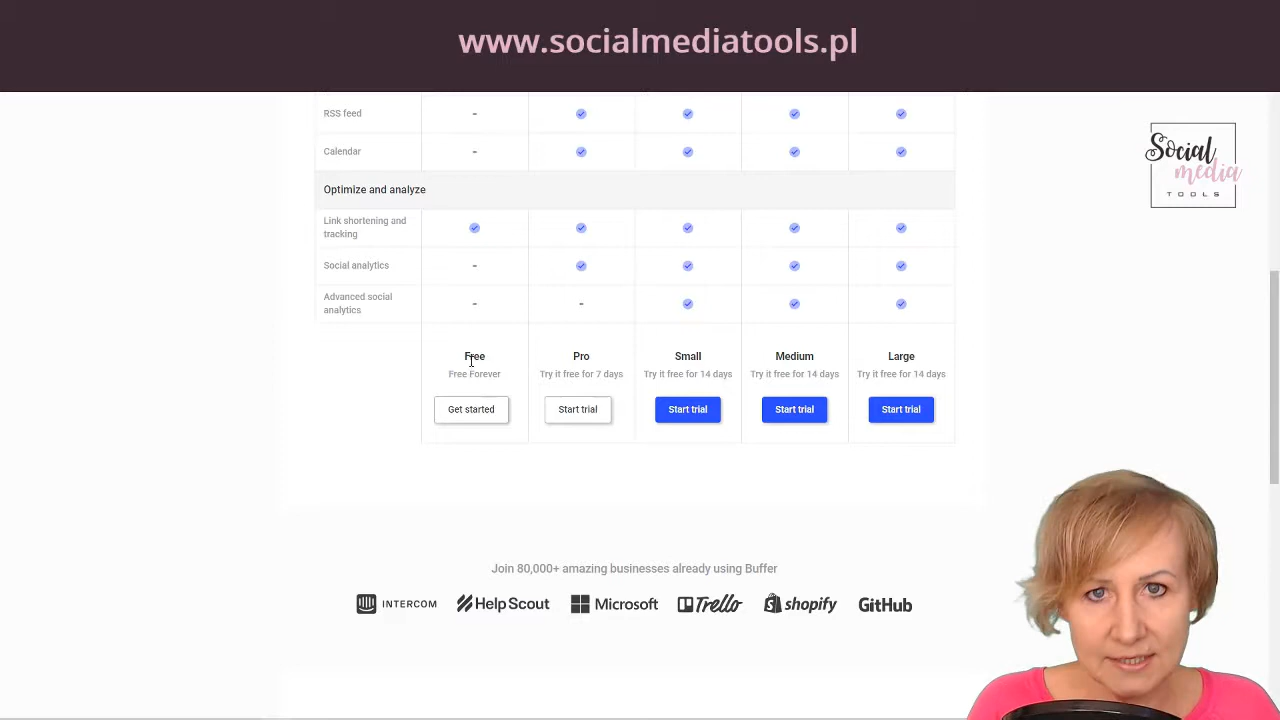 www.socialmediatools.pl
Social
media
TOOLS
RSS feed - 
Calendar - 
Optimize and analyze
Link shortening and
tracking
Social analytics - 
Advanced social
analytics - -
Free Pro Small Medium Large
Free Forever Try it free for 7 days Try it free for 14 days Try it free for 14 days Try it free for 14 days
Get started Start trial Start trial Start trial Start trial
Join 80,000+ amazing businesses already using Buffer
INTERCOM HelpScout Microsoft Trello shopify GitHub